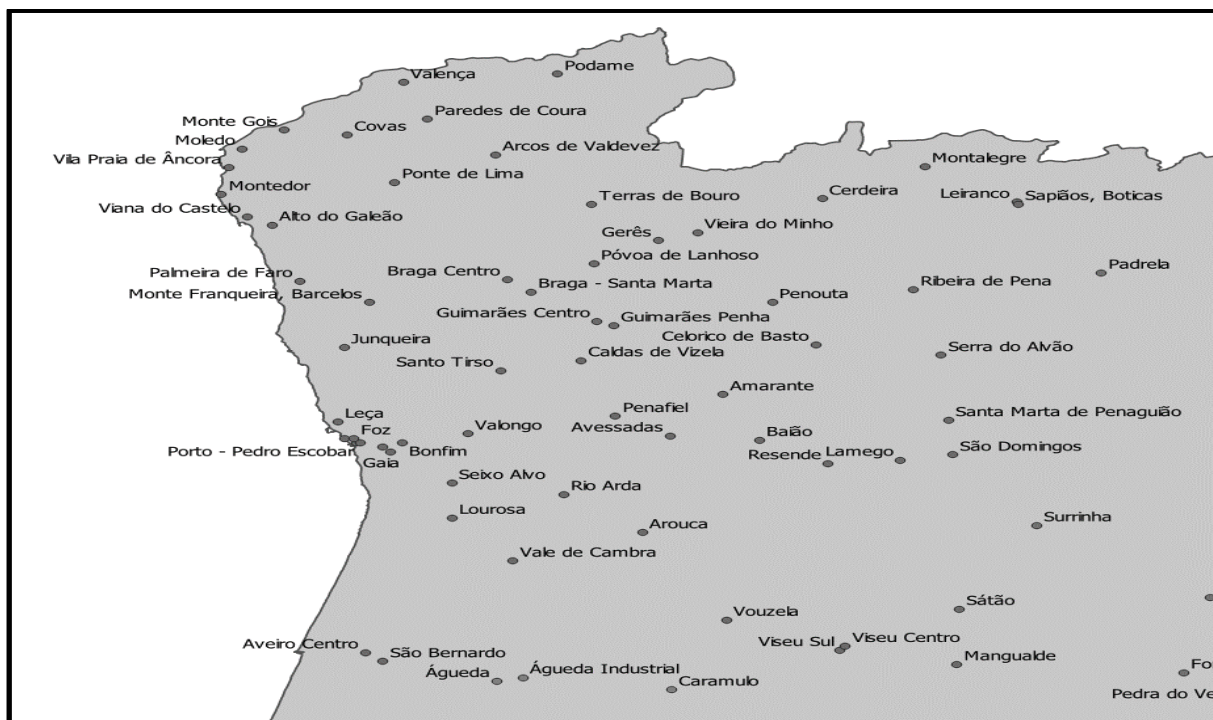 Podame
Valença
Paredes de Coura
Monte Gois
Covas
Moledo
Arcos de Valdevez
Vila Praia de Âncora
Montalegre
Ponte de Lima
Montedor
Terras de Bouro
Cerdeira
Leiranco
Sapiãos, Boticas
Viana do Castelo
Alto do Galeão
Vieira do Minho
Gerês
Póvoa de Lanhoso
Palmeira de Faro
Braga Centro
Padrela
Braga - Santa Marta
Ribeira de Pena
Monte Franqueira, Barcelos
Penouta
Guimarães Centro
Guimarães Penha
Junqueira
Celorico de Basto
Serra do Alvão
Caldas de Vizela
Santo Tirso
Amarante
Leça
Penafiel
Santa Marta de Penaguião
Foz
Valongo
Avessadas
Baião
Porto - Pedro Escobar
Bonfim
Resende
Lamego
São Domingos
Gaia
Seixo Alvo
Rio Arda
Lourosa
Arouca
Surrinha
Vale de Cambra
Sátão
Vouzela
Aveiro Centro
Viseu Sul
Viseu Centro
São Bernardo
Mangualde
Águeda
Águeda Industrial
Caramulo
Fo
Pedra do Ve